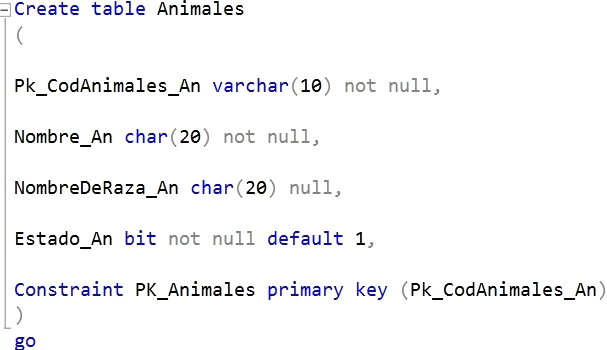 Create table Animales
(
Pk_CodAnimales_An varchar(10) not null,
Nombre_An char(20) not null,
NombreDeRaza_An char(20) null,
Estado_An bit not null default 1,
Constraint PK_Animales primary key (Pk_CodAnimales_An)
)
go